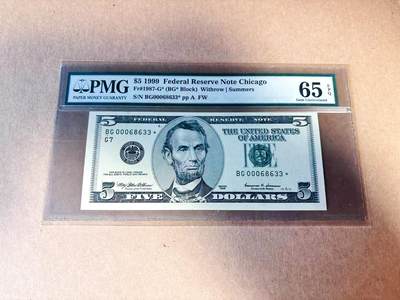 PMG
PAPER MONEY GUARANTY
$5 1999 Federal Reserve Note Chicago
Fr#1987-G* (BG* Block) Withrow | Summers
S/N BG00068633* pp A FW
65 EPQ
Gem Uncirculated
5 FEDERAL RESERVE NOTE 5
BG 00068633 *
G7
THE UNITED STATES
OF AMERICA
BG 00068633 *
5 FIVE DOLLARS 5